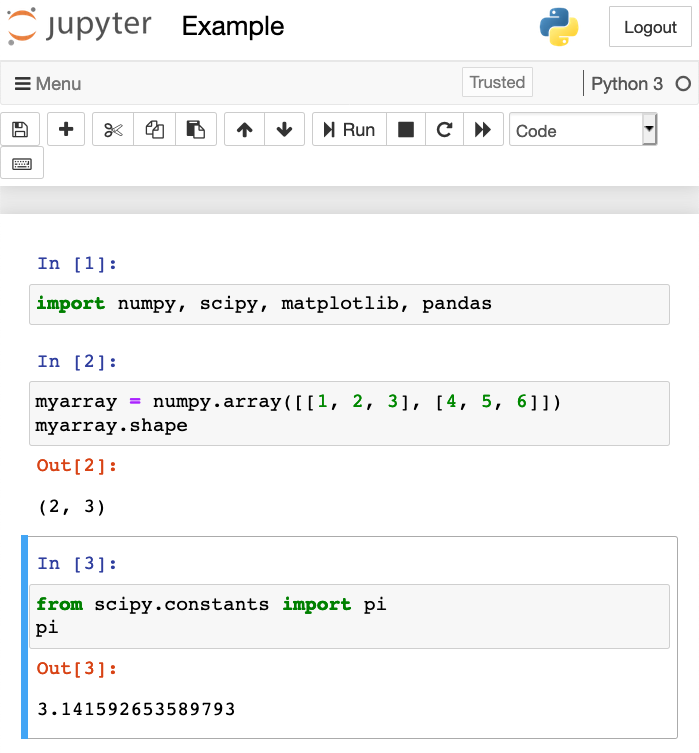 jupyter Example Logout
Menu Trusted Python 3
Run Code
In [1]:
import numpy, scipy, matplotlib, pandas
In [2]:
myarray = numpy.array([[1, 2, 3], [4, 5, 6]])
myarray.shape
Out[2]:
(2, 3)
In [3]:
from scipy.constants import pi
pi
Out[3]:
3.141592653589793